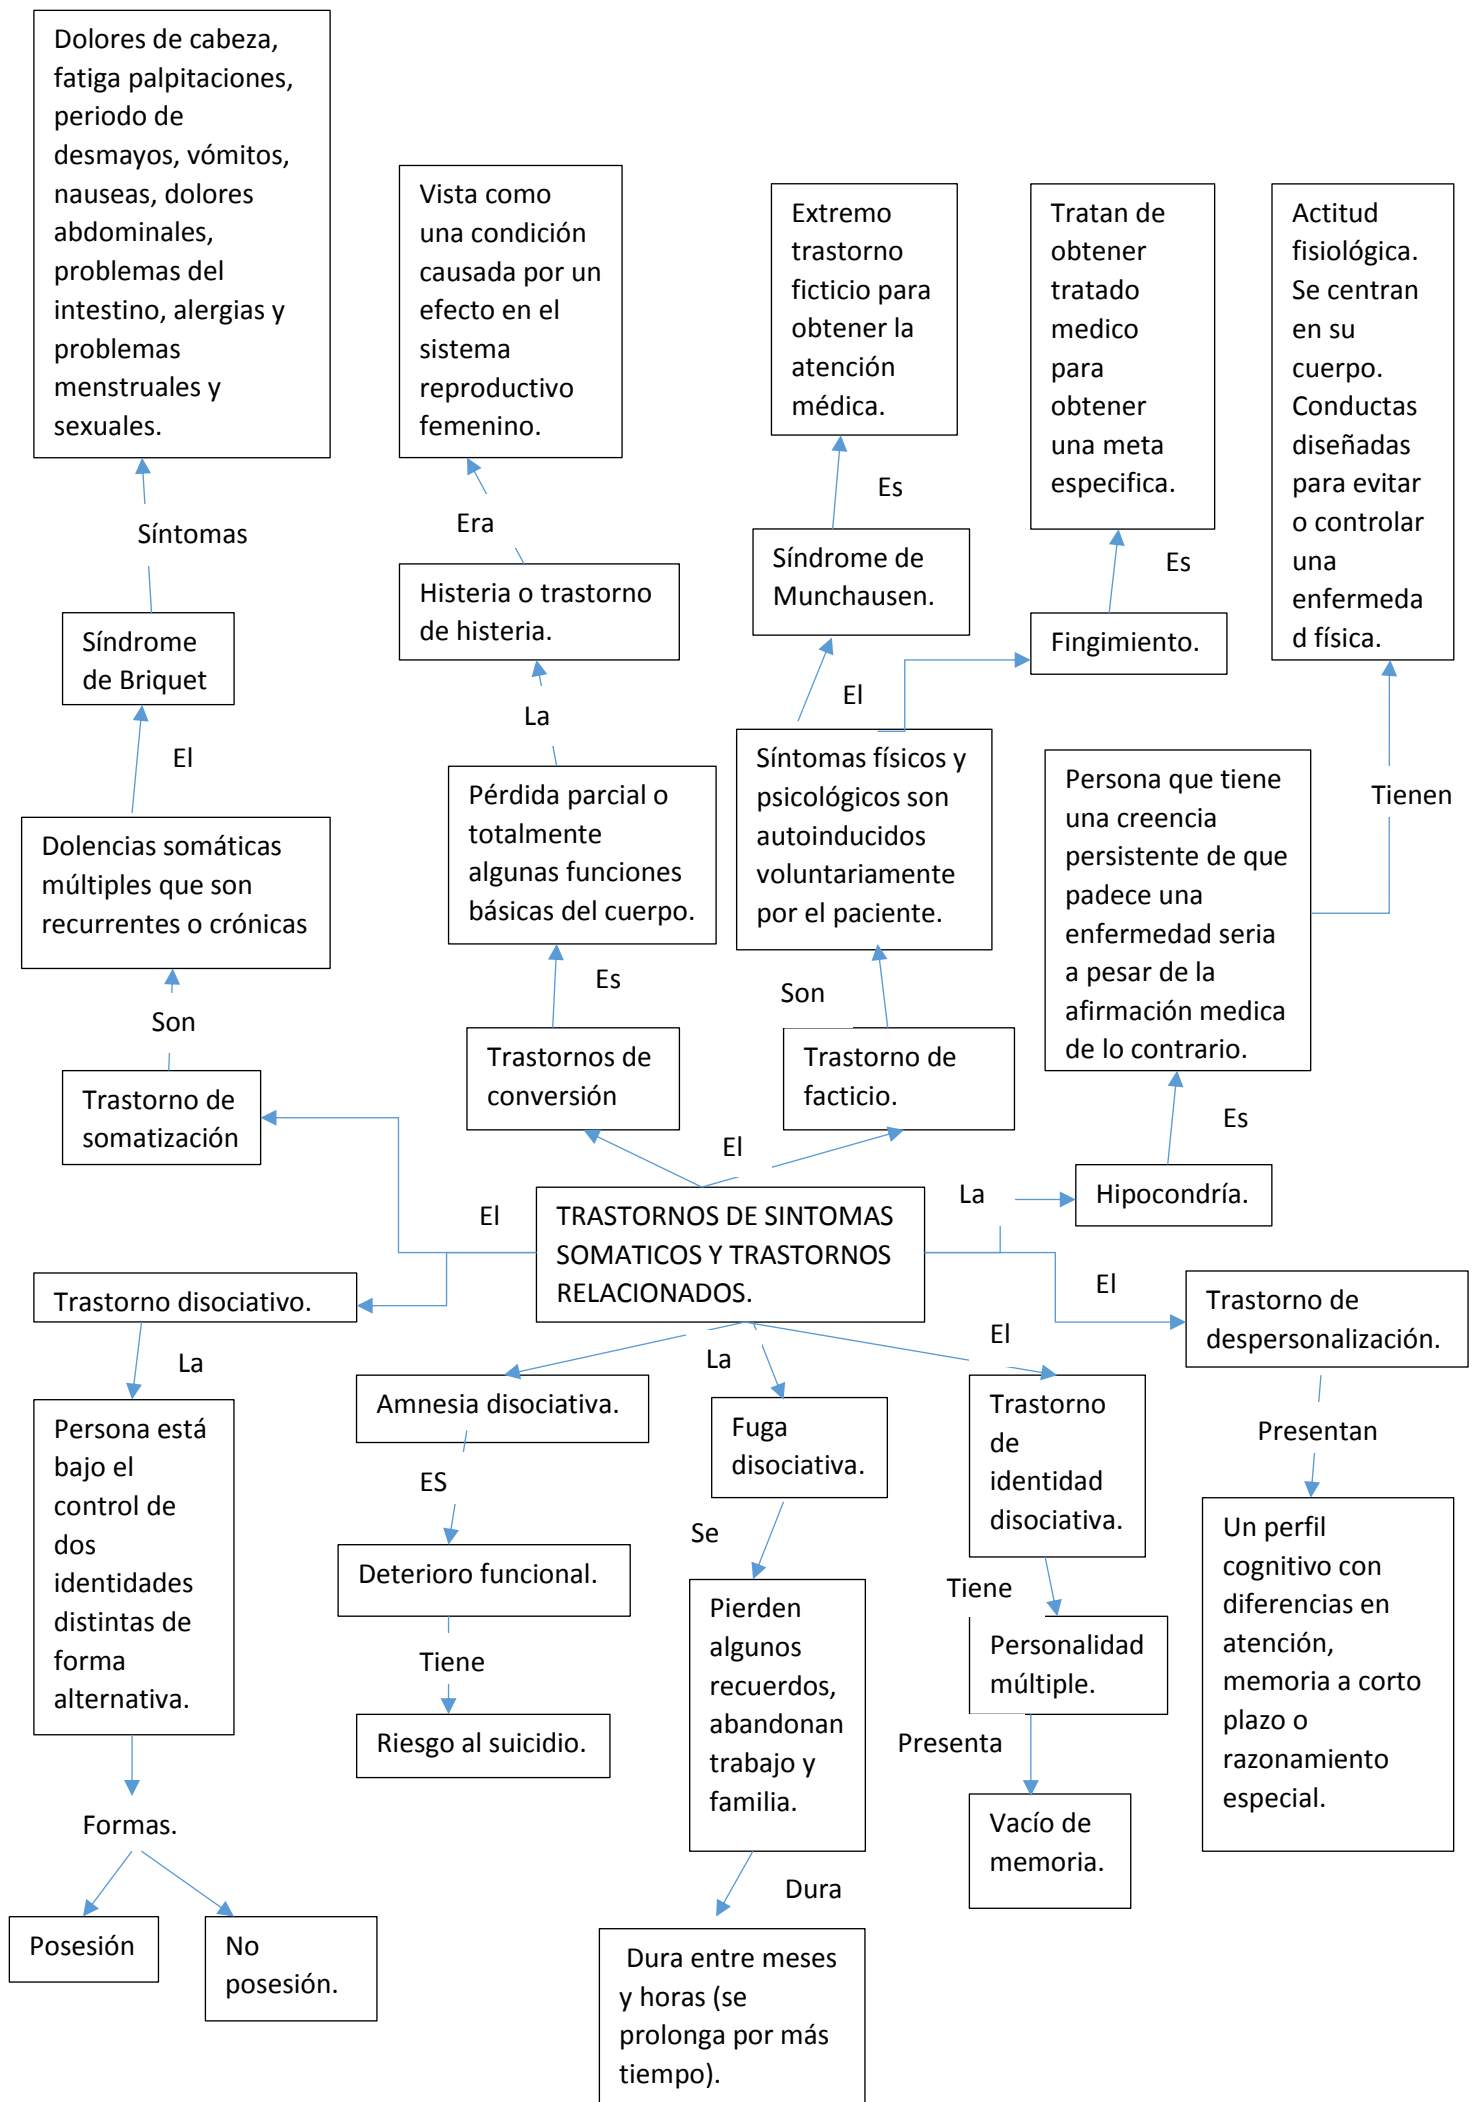 Dolores de cabeza,
fatiga palpitaciones,
periodo de
desmayos, vómitos,
nauseas, dolores
abdominales,
problemas del
intestino, alergias y
problemas
menstruales y
sexuales.
Síntomas
Síndrome
de Briquet
El
Dolencias somáticas
múltiples que son
recurrentes o crónicas
Son
Trastorno de
somatización
Vista como
una condición
causada por un
efecto en el
sistema
reproductivo
femenino.
Era
Histeria o trastorno
de histeria.
La
Pérdida parcial o
totalmente
algunas funciones
básicas del cuerpo.
Es
Trastornos de
conversión
Extremo
trastorno
ficticio para
obtener la
atención
médica.
Es
Síndrome de
Munchausen.
El
Síntomas físicos y
psicológicos son
autoinducidos
voluntariamente
por el paciente.
Son
Trastorno de
facticio.
El
Tratan de
obtener
tratado
medico
para
obtener
una meta
especifica.
Es
Fingimiento.
Actitud
fisiológica.
Se centran
en su
cuerpo.
Conductas
diseñadas
para evitar
o controlar
una
enfermeda
d física.
Tienen
Persona que tiene
una creencia
persistente de que
padece una
enfermedad seria
a pesar de la
afirmación medica
de lo contrario.
Es
Hipocondría.
La
El
TRASTORNOS DE SINTOMAS
SOMATICOS Y TRASTORNOS
RELACIONADOS.
Trastorno disociativo.
La
Persona está
bajo el
control de
dos
identidades
distintas de
forma
alternativa.
Formas.
Posesión
No
posesión.
Amnesia disociativa.
ES
Deterioro funcional.
Tiene
Riesgo al suicidio.
La
Fuga
disociativa.
Se
Pierden
algunos
recuerdos,
abandonan
trabajo y
familia.
Dura
Dura entre meses
y horas (se
prolonga por más
tiempo).
El
Trastorno
de
identidad
disociativa.
Tiene
Personalidad
múltiple.
Presenta
Vacío de
memoria.
El
Trastorno de
despersonalización.
Presentan
Un perfil
cognitivo con
diferencias en
atención,
memoria a corto
plazo o
razonamiento
especial.